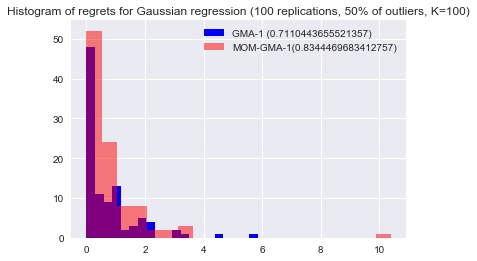 Histogram of regrets for Gaussian regression (100 replications, 50% of outliers, K=100)
GMA-1 (0.7110443655521357)
MOM-GMA-1(0.8344469683412757)
50
40
30
20
10
0
0 2 4 6 8 10